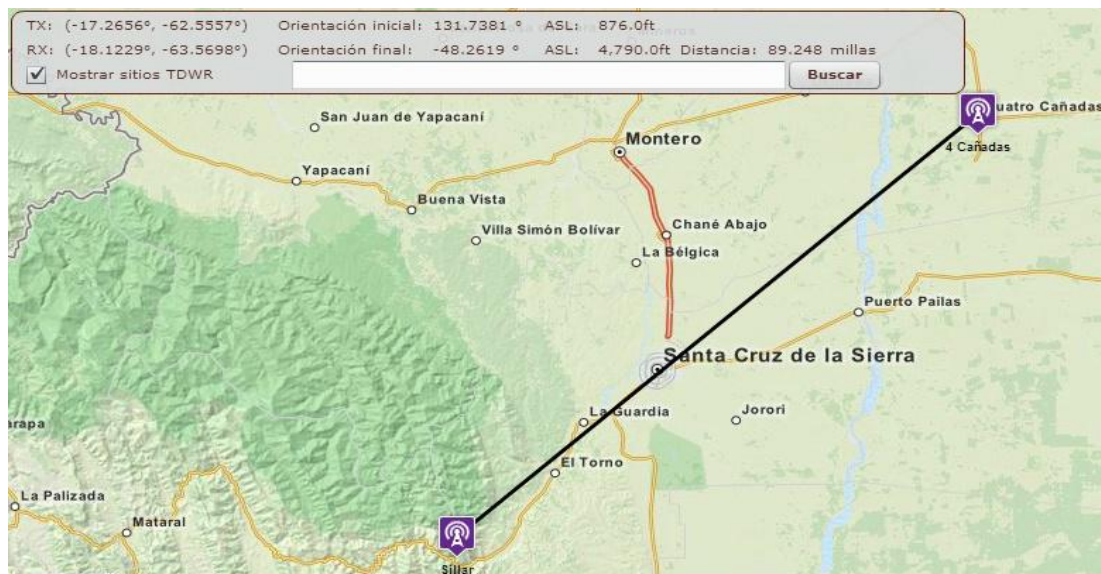 TX: (-17.2656°, -62.5557°) Orientación inicial: 131.7381 ° ASL: 876.0ft
RX: (-18.1229°, -63.5698°) Orientación final: -48.2619 ° ASL: 4,790.0ft Distancia: 89.248 millas
Mostrar sitios TDWR
Buscar
uatro Cañadas
San Juan de Yapacaní
Montero
4 Cañadas
Yapacaní
Buena Vista
Chané Abajo
Villa Simón Bolívar
La Bélgica
Puerto Pailas
Santa Cruz de la Sierra
La Guardia
Jorori
arapa
El Torno
La Palizada
Mataral
Sillar